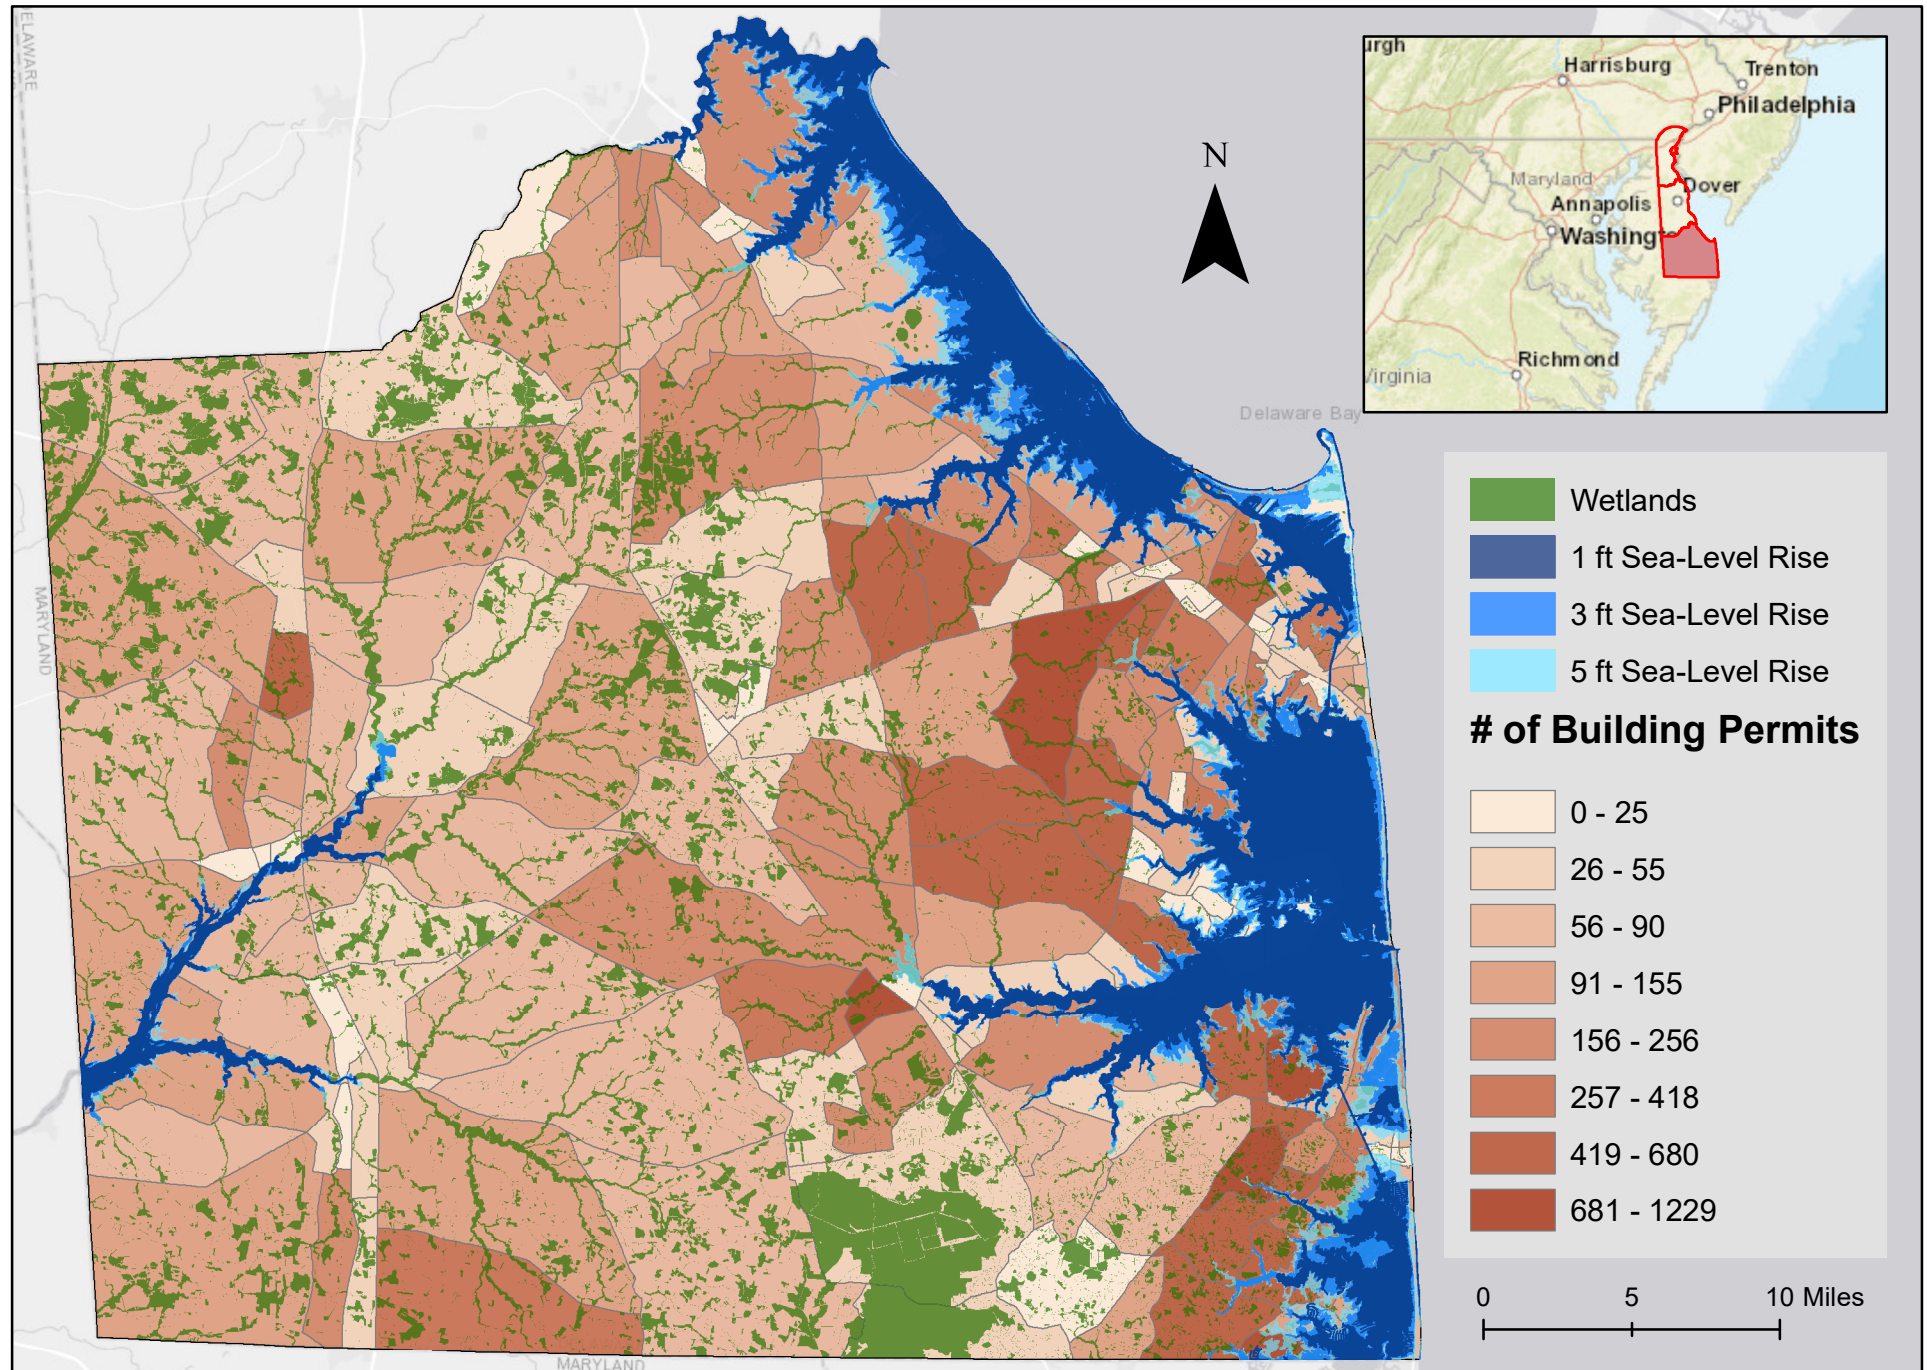 DELAWARE
urgh
Harrisburg
Trenton
Philadelphia
Maryland
Dover
Annapolis
Washingt
Richmond
Virginia
N
Delaware Bay
Wetlands
1 ft Sea-Level Rise
3 ft Sea-Level Rise
5 ft Sea-Level Rise
# of Building Permits
0 - 25
26 - 55
56 - 90
91 - 155
156 - 256
257 - 418
419 - 680
681 - 1229
0 5 10 Miles
MARYLAND
MARYLAND